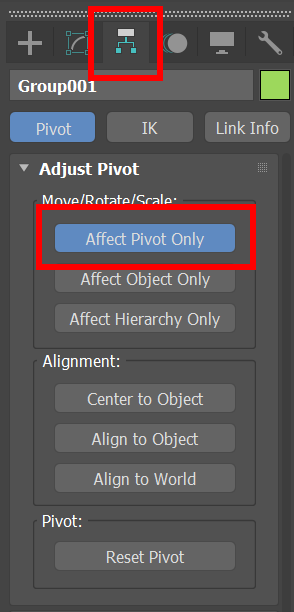 Group001
Pivot
IK
Link Info
Adjust Pivot
Move/Rotate/Scale:
Affect Pivot Only
Affect Object Only
Affect Hierarchy Only
Alignment:
Center to Object
Align to Object
Align to World
Pivot:
Reset Pivot